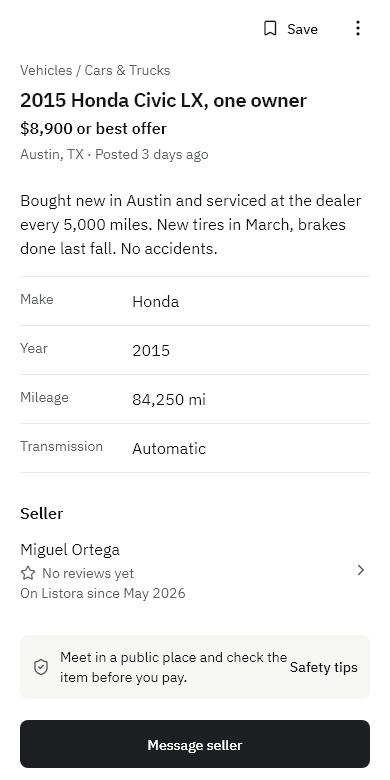 Save
Vehicles / Cars & Trucks
2015 Honda Civic LX, one owner
$8,900 or best offer
Austin, TX · Posted 3 days ago
Bought new in Austin and serviced at the dealer
every 5,000 miles. New tires in March, brakes
done last fall. No accidents.
Make Honda
Year 2015
Mileage 84,250 mi
Transmission Automatic
Seller
Miguel Ortega
No reviews yet
On Listora since May 2026
Meet in a public place and check the
item before you pay.
Safety tips
Message seller